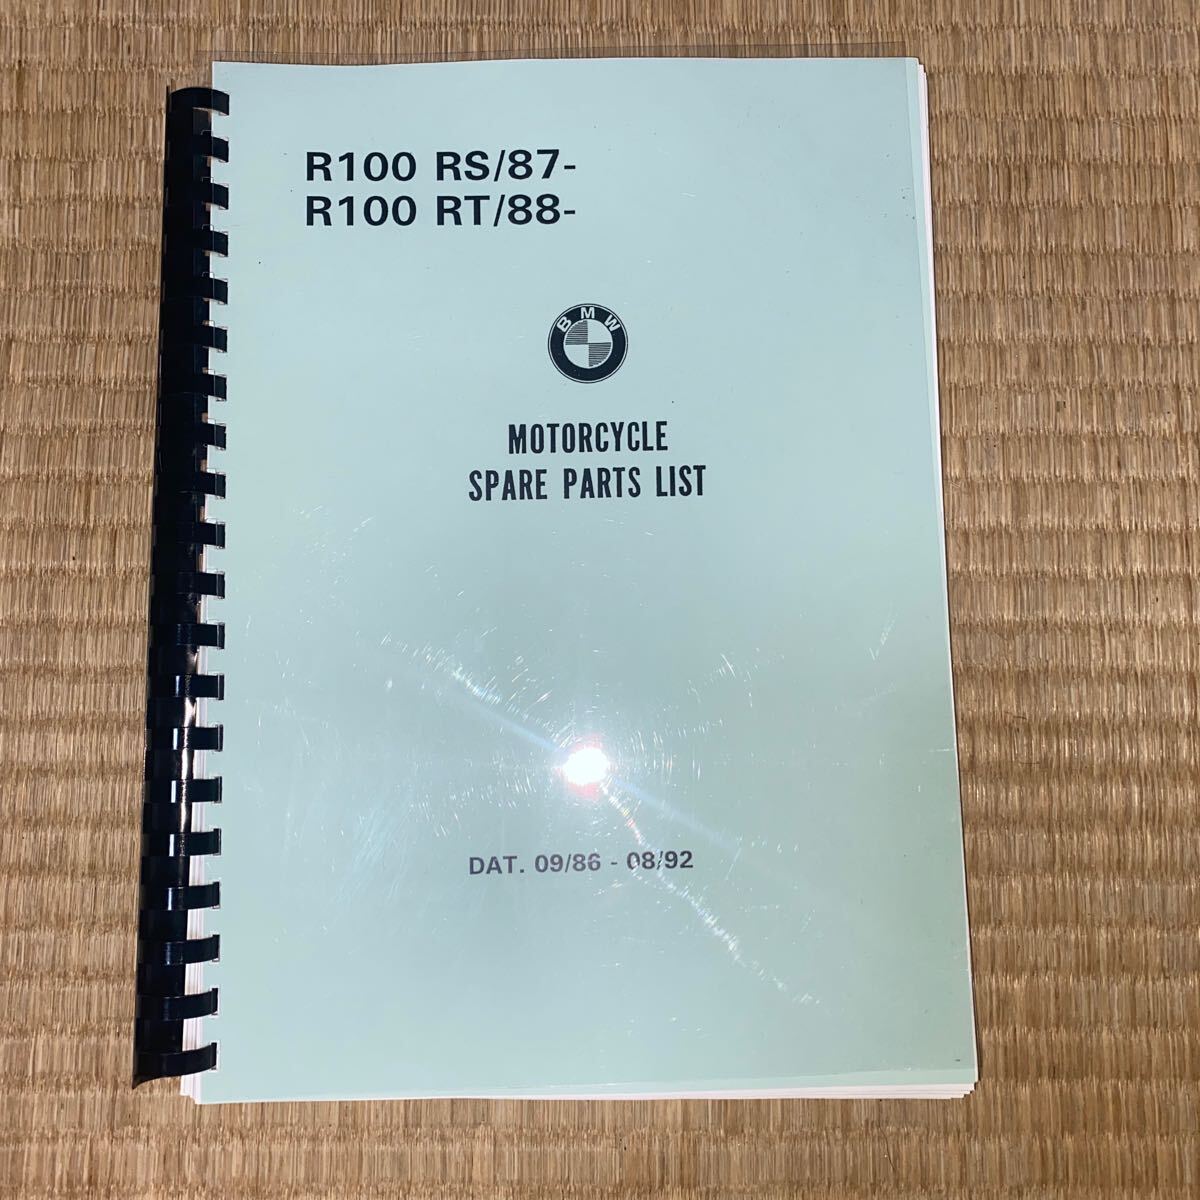 R100 RS/87-
R100 RT/88-
BMW
MOTORCYCLE
SPARE PARTS LIST
DAT. 09/86 - 08/92